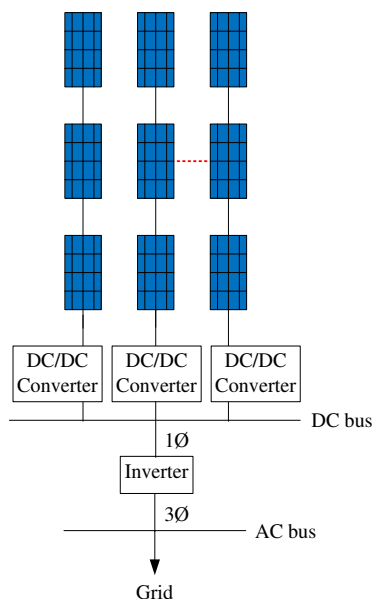 DC/DC
Converter
DC/DC
Converter
DC/DC
Converter
DC bus
1Ø
Inverter
3Ø
AC bus
Grid